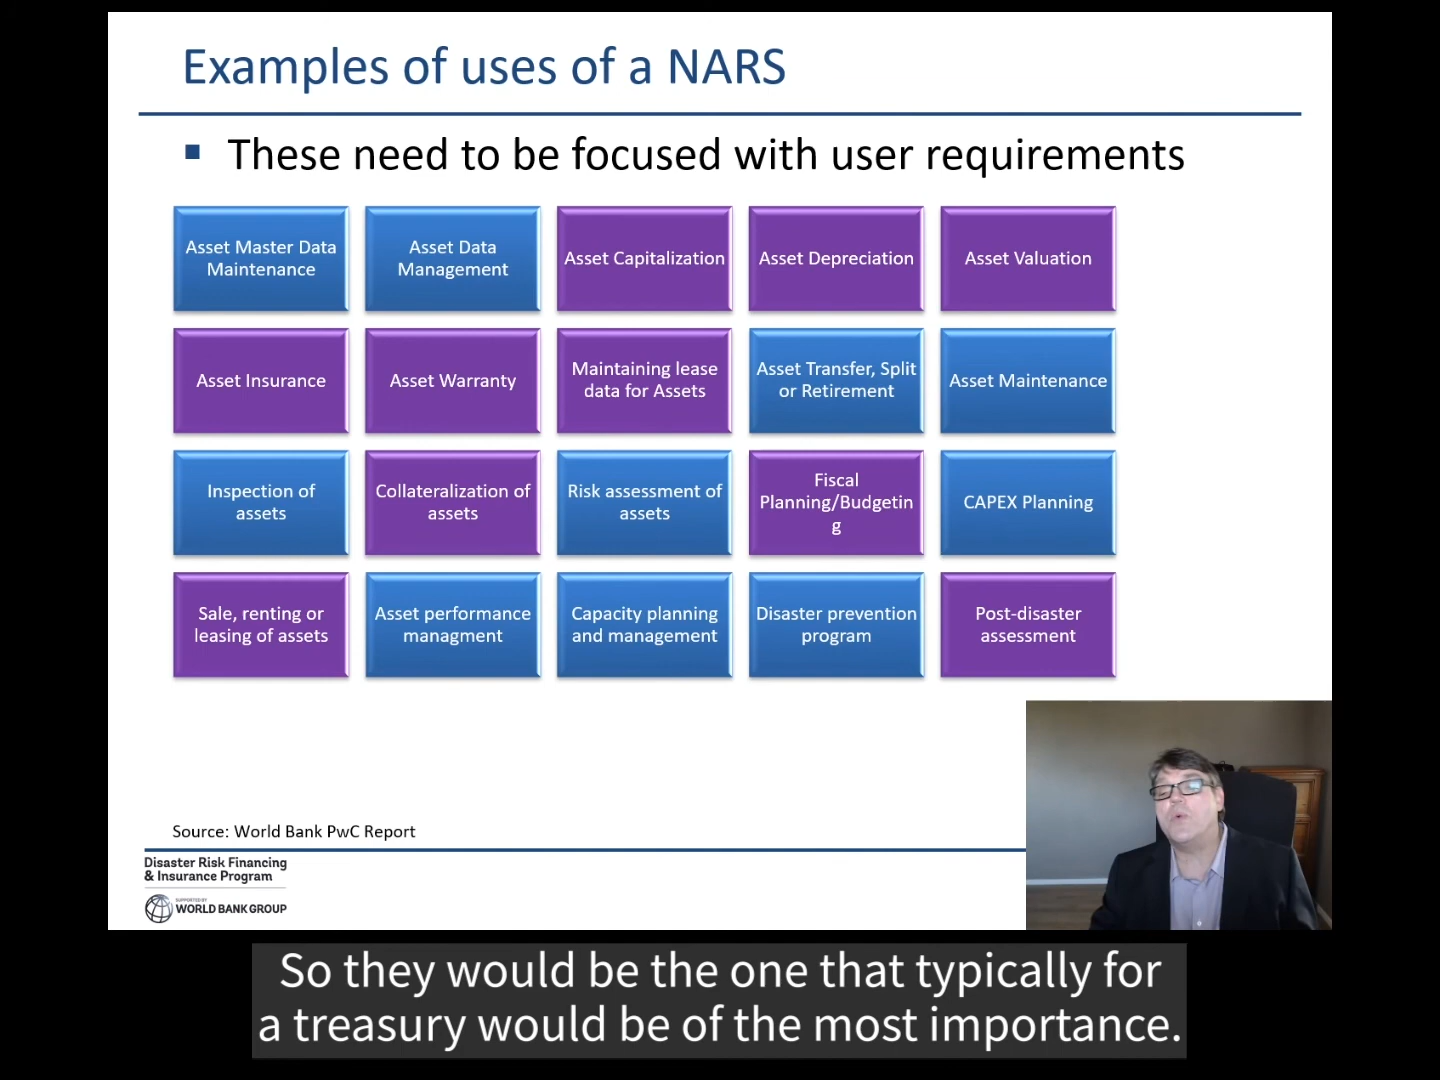 Examples of uses of a NARS
These need to be focused with user requirements
Asset Master Data
Maintenance
Asset Data
Management
Asset Capitalization
Asset Depreciation
Asset Valuation
Asset Insurance
Asset Warranty
Maintaining lease
data for Assets
Asset Transfer, Split
or Retirement
Asset Maintenance
Inspection of
assets
Collateralization of
assets
Risk assessment of
assets
Fiscal
Planning/Budgetin
g
CAPEX Planning
Sale, renting or
leasing of assets
Asset performance
managment
Capacity planning
and management
Disaster prevention
program
Post-disaster
assessment
Source: World Bank PwC Report
Disaster Risk Financing
& Insurance Program
SUPPORTED BY
WORLD BANK GROUP
So they would be the one that typically for
a treasury would be of the most importance.